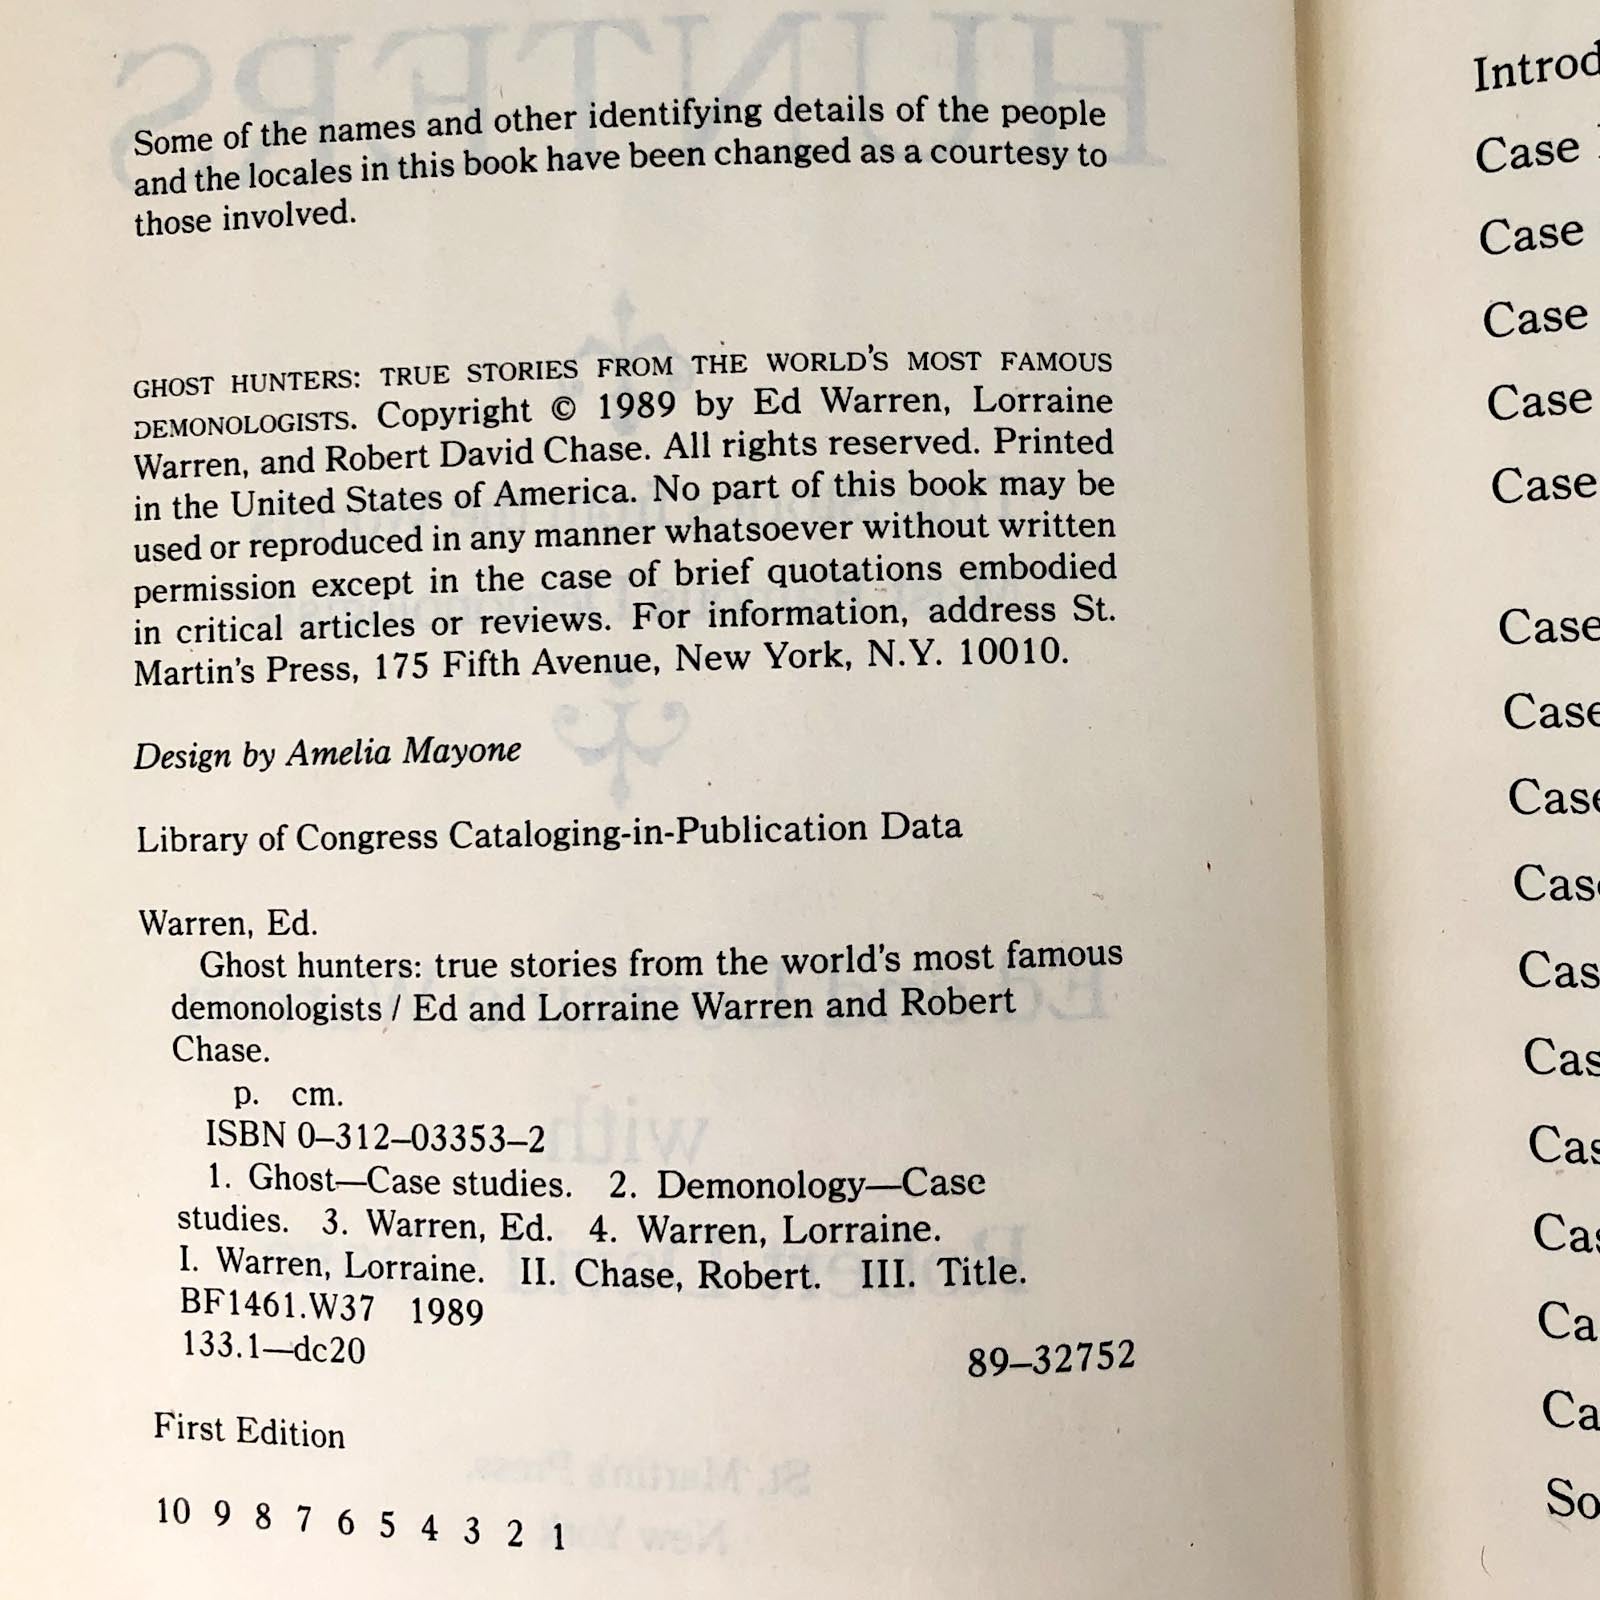 Some of the names and other identifying details of the people
and the locales in this book have been changed as a courtesy to
those involved.
GHOST HUNTERS: TRUE STORIES FROM THE WORLD'S MOST FAMOUS
DEMONOLOGISTS. Copyright © 1989 by Ed Warren, Lorraine
Warren, and Robert David Chase. All rights reserved. Printed
in the United States of America. No part of this book may be
used or reproduced in any manner whatsoever without written
permission except in the case of brief quotations embodied
in critical articles or reviews. For information, address St.
Martin's Press, 175 Fifth Avenue, New York, N.Y. 10010.
Design by Amelia Mayone
Library of Congress Cataloging-in-Publication Data
Warren, Ed.
Ghost hunters: true stories from the world's most famous
demonologists / Ed and Lorraine Warren and Robert
Chase.
p. cm.
ISBN 0–312–03353–2
1. Ghost—Case studies. 2. Demonology—Case
studies. 3. Warren, Ed. 4. Warren, Lorraine.
I. Warren, Lorraine. II. Chase, Robert. III. Title.
BF1461.W37 1989
133.1—dc20 89–32752
First Edition
10 9 8 7 6 5 4 3 2 1
Introd
Case
Case
Case
Case
Case
Case
Case
Case
Cas
Cas
Cas
Cas
Cas
Ca
Ca
So